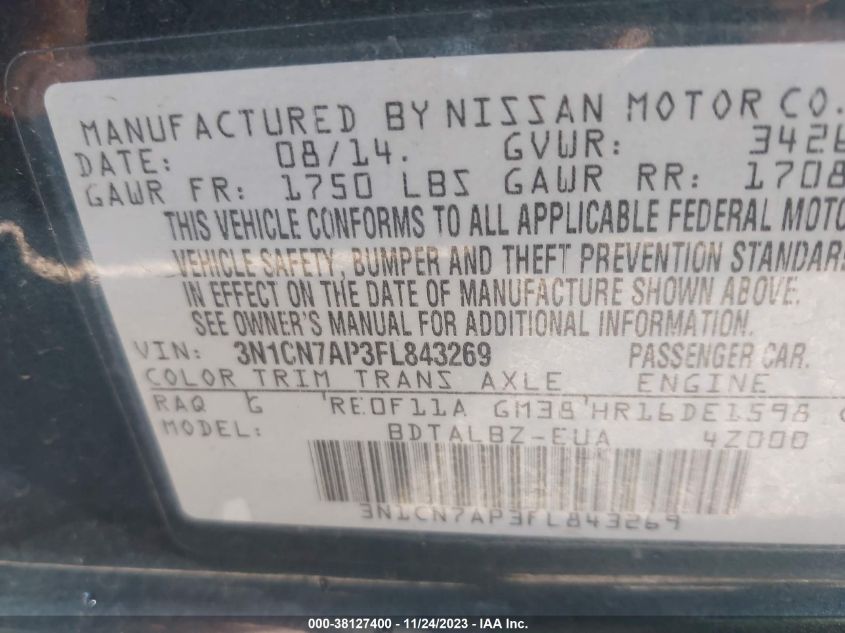 MANUFACTURED BY NISSAN MOTOR CO.
DATE: 08/14. GVWR: 3426
GAWR FR: 1750 LBS GAWR RR: 1708
THIS VEHICLE CONFORMS TO ALL APPLICABLE FEDERAL MOTO
VEHICLE SAFETY, BUMPER AND THEFT PREVENTION STANDARS
IN EFFECT ON THE DATE OF MANUFACTURE SHOWN ABOVE.
SEE OWNER'S MANUAL FOR ADDITIONAL INFORMATION.
VIN: 3N1CN7AP3FL843269 PASSENGER CAR.
COLOR TRIM TRANS AXLE ENGINE
RAQ G RE0F11A GM38 HR16DE1598
MODEL: BDTALBZ-EUA 4Z000
3N1CN7AP3FL843269
000-38127400 - 11/24/2023 - IAAI, Inc.